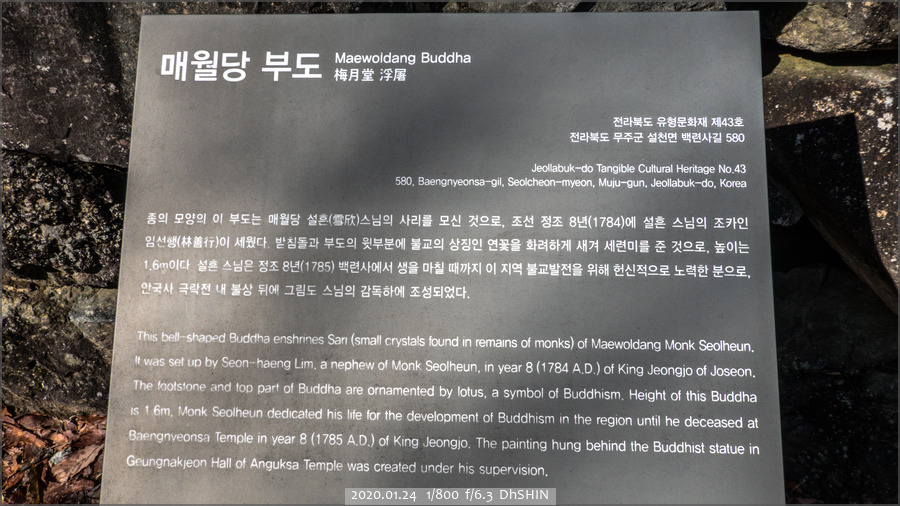 매월당 부도
Maewoldang Buddha
梅月堂 浮屠
전라북도 유형문화재 제43호
전라북도 무주군 설천면 백련사길 580
Jeollabuk-do Tangible Cultural Heritage No.43
580, Baengnyeonsa-gil, Seolcheon-myeon, Muju-gun, Jeollabuk-do, Korea
종의 모양의 이 부도는 매월당 설흔(雪欣)스님의 사리를 모신 것으로, 조선 정조 8년(1784)에 설흔 스님의 조카인
임선행(林善行)이 세웠다. 받침돌과 부도의 윗부분에 불교의 상징인 연꽃을 화려하게 새겨 세련미를 준 것으로, 높이는
1.6m이다. 설흔 스님은 정조 8년(1785) 백련사에서 생을 마칠 때까지 이 지역 불교발전을 위해 헌신적으로 노력한 분으로,
안국사 극락전 내 불상 뒤에 그림도 스님의 감독하에 조성되었다.
This bell-shaped Buddha enshrines Sari (small crystals found in remains of monks) of Maewoldang Monk Seolheun.
It was set up by Seon-haeng Lim, a nephew of Monk Seolheun, in year 8 (1784 A.D.) of King Jeongjo of Joseon.
The footstone and top part of Buddha are ornamented by lotus, a symbol of Buddhism. Height of this Buddha
is 1.6m. Monk Seolheun dedicated his life for the development of Buddhism in the region until he deceased at
Baengnyeonsa Temple in year 8 (1785 A.D.) of King Jeongjo. The painting hung behind the Buddhist statue in
Geungnakjeon Hall of Anguksa Temple was created under his supervision.
2020.01.24 1/800 f/6.3 DhSHIN